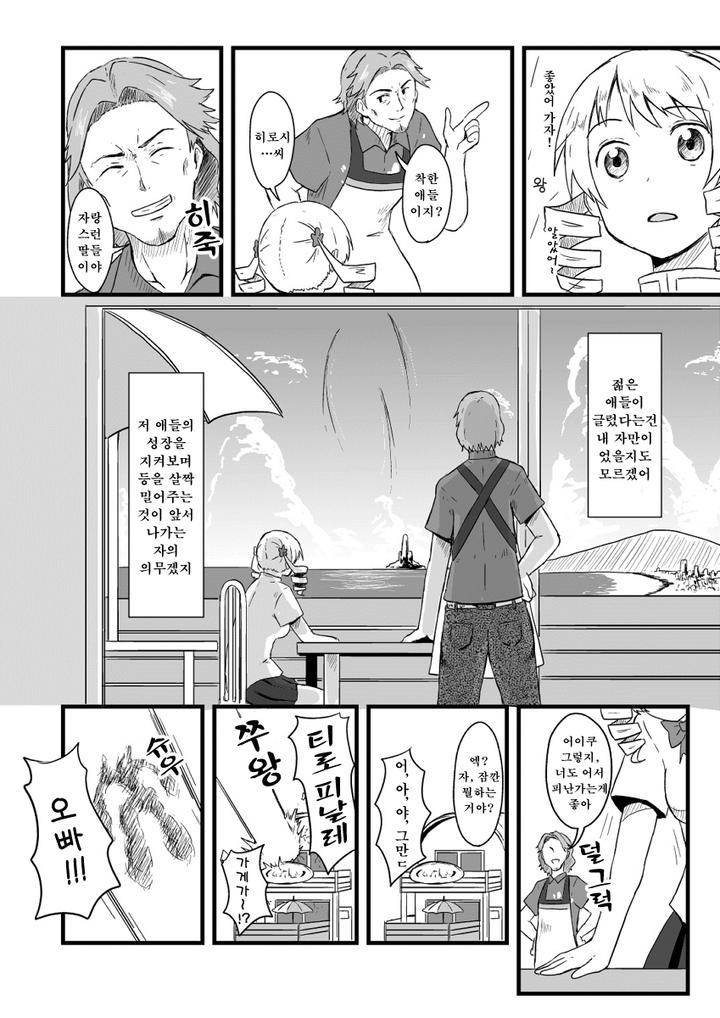 좋았어 가자!
왕
알았어~
착한
애들
이지?
히로시
…씨
자랑
스런
딸들
이야
히죽
젊은
애들이
글렀다는건
내 자만이
었을지도
모르겠어
저 애들의
성장을
지켜보며
등을 살짝
밀어주는
것이 앞서
나가는
자의
의무겠지
어이쿠
그렇지,
너도 어서
피난가는게
좋아
덜그럭
엑?
자, 잠깐
뭘하는
거야?
어, 아, 야, 그만ㄷ
티로 피날레
쭈왕
가게가~!?
슈우
오빠!!!